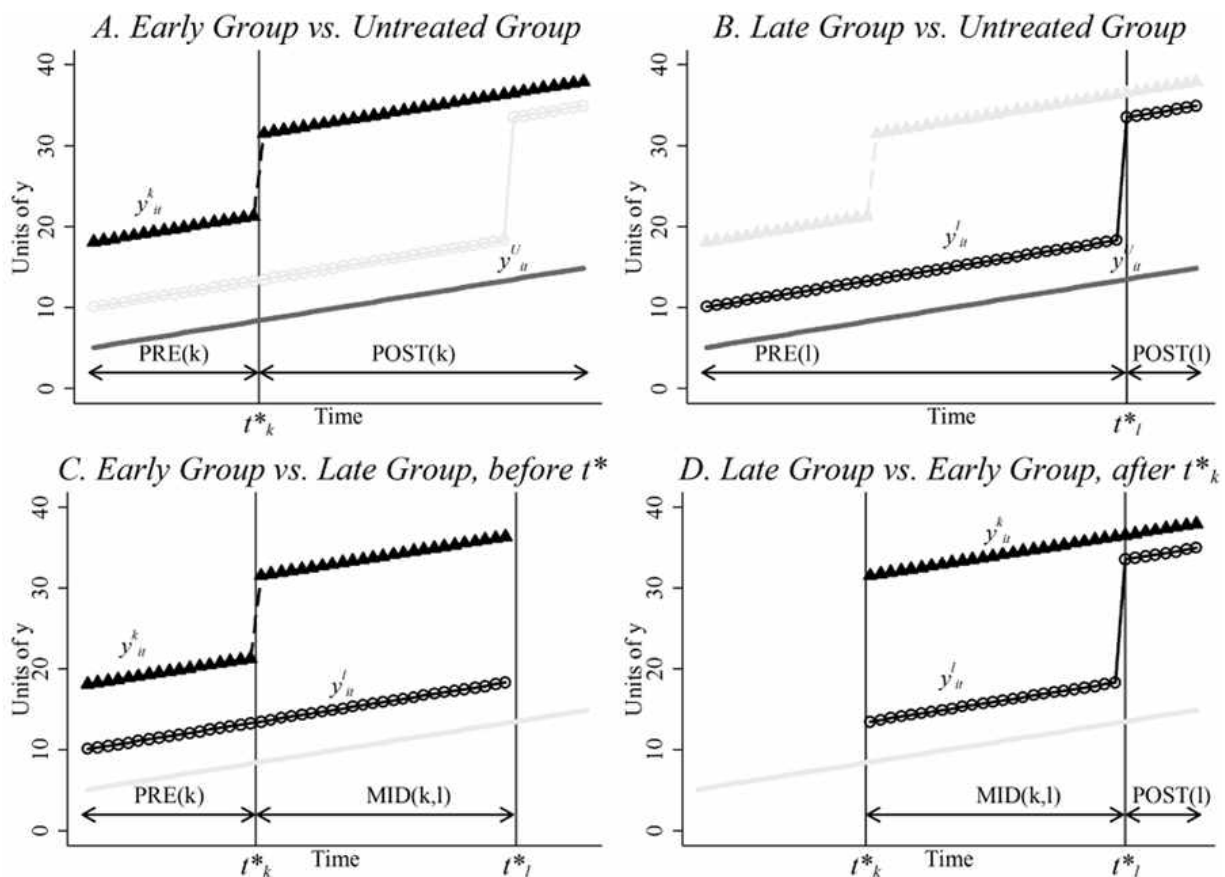 A. Early Group vs. Untreated Group
40
30
20
10
0
Units of y
y^k_it
y^U_it
PRE(k)
POST(k)
t*_k
Time
B. Late Group vs. Untreated Group
40
30
20
10
0
Units of y
y^l_it
y^U_it
PRE(l)
POST(l)
Time
t*_l
C. Early Group vs. Late Group, before t*
40
30
20
10
0
Units of y
y^k_it
y^l_it
PRE(k)
MID(k,l)
t*_k
Time
t*_l
D. Late Group vs. Early Group, after t*_k
40
30
20
10
0
Units of y
y^k_it
y^l_it
MID(k,l)
POST(l)
t*_k
Time
t*_l